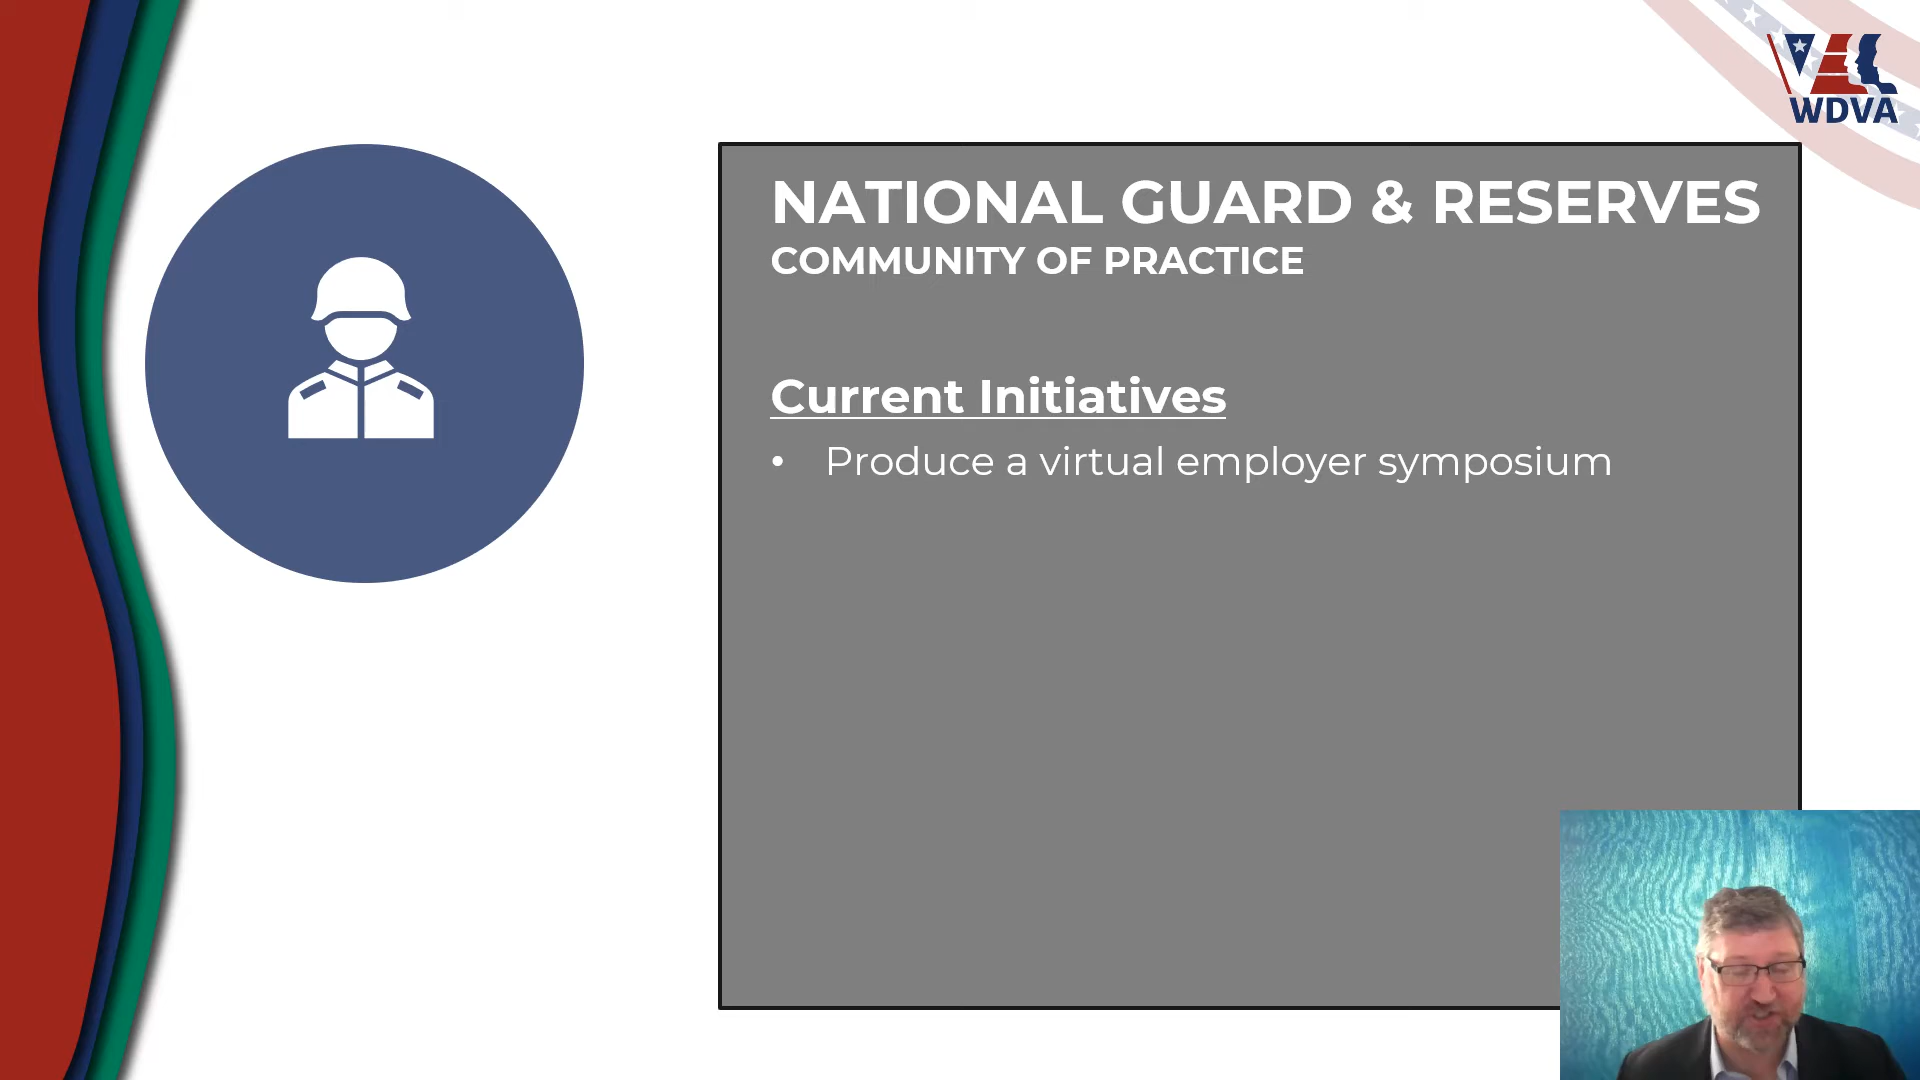 WDVA
NATIONAL GUARD & RESERVES
COMMUNITY OF PRACTICE
Current Initiatives
• Produce a virtual employer symposium